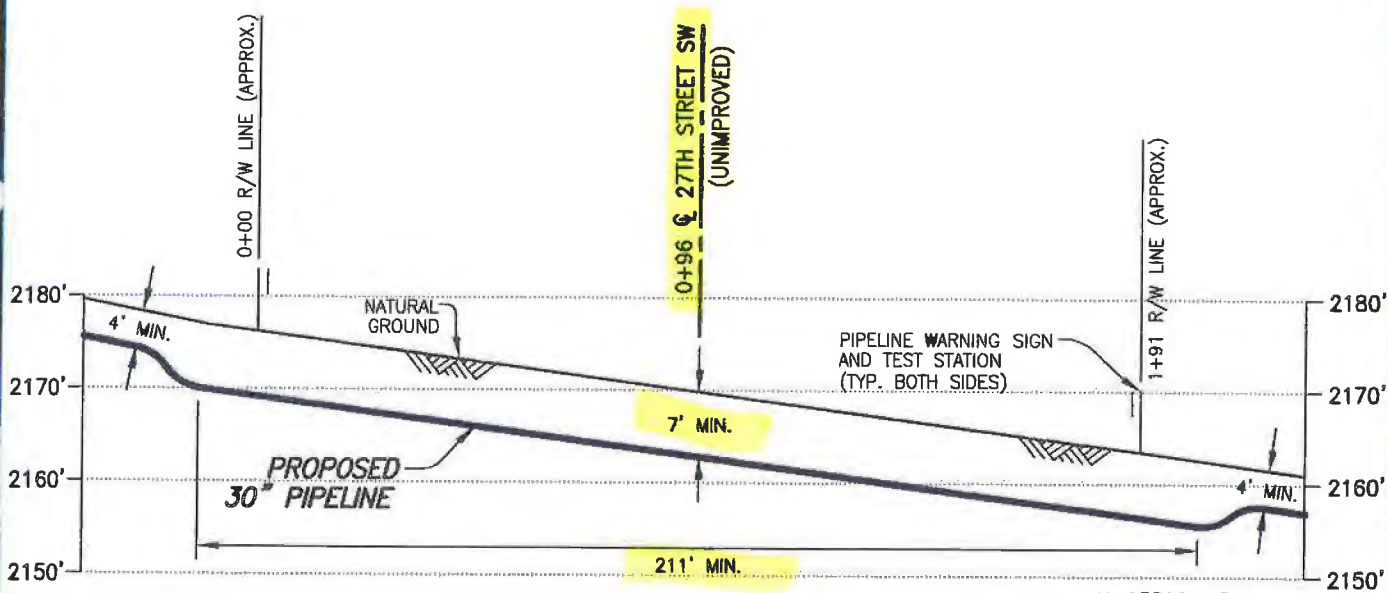 0+00 R/W LINE (APPROX.)
0+96 ℄ 27TH STREET SW
(UNIMPROVED)
1+91 R/W LINE (APPROX.)
2180'
2180'
4' MIN.
NATURAL
GROUND
PIPELINE WARNING SIGN
AND TEST STATION
(TYP. BOTH SIDES)
2170'
2170'
7' MIN.
PROPOSED
30" PIPELINE
2160'
2160'
4' MIN.
211' MIN.
2150'
2150'